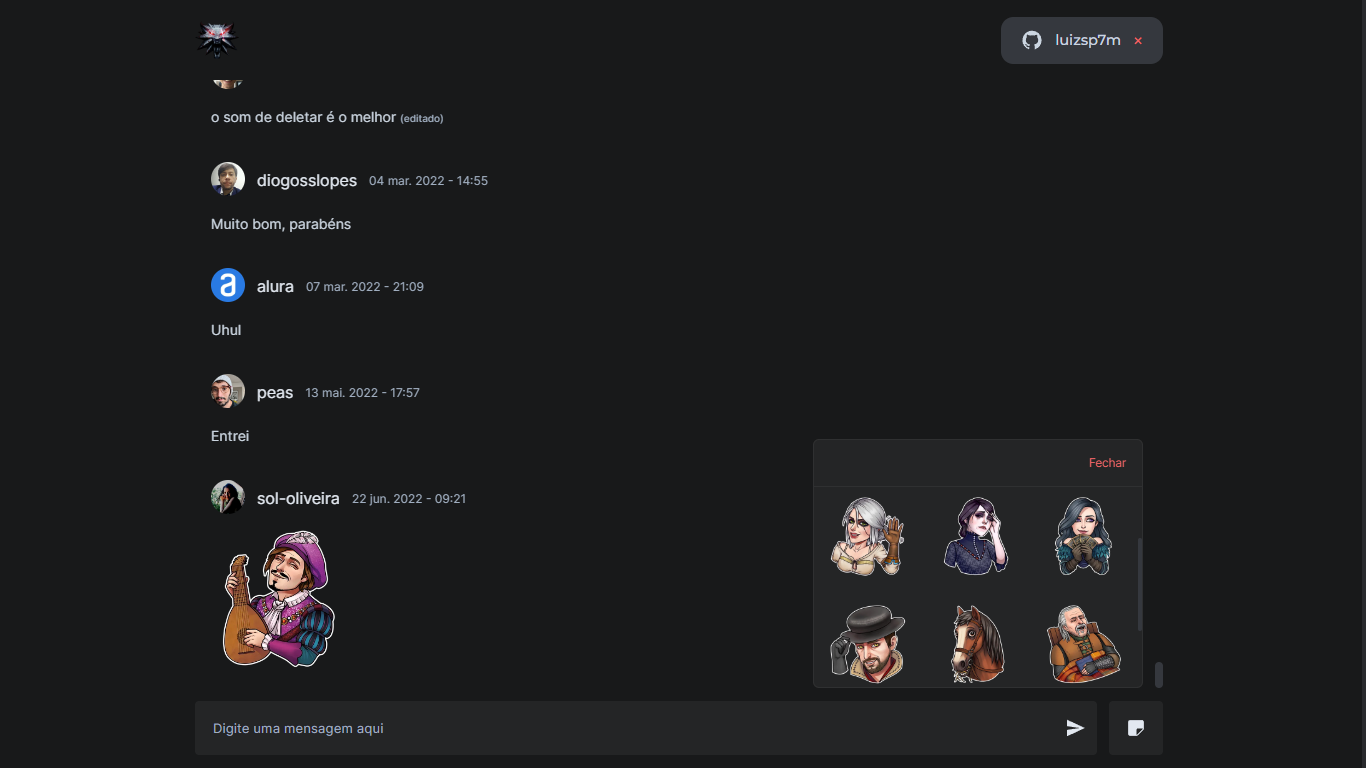 luizsp7m ×
o som de deletar é o melhor (editado)
diogosslopes 04 mar. 2022 - 14:55
Muito bom, parabéns
a alura 07 mar. 2022 - 21:09
Uhul
peas 13 mai. 2022 - 17:57
Entrei
sol-oliveira 22 jun. 2022 - 09:21
Fechar
Digite uma mensagem aqui